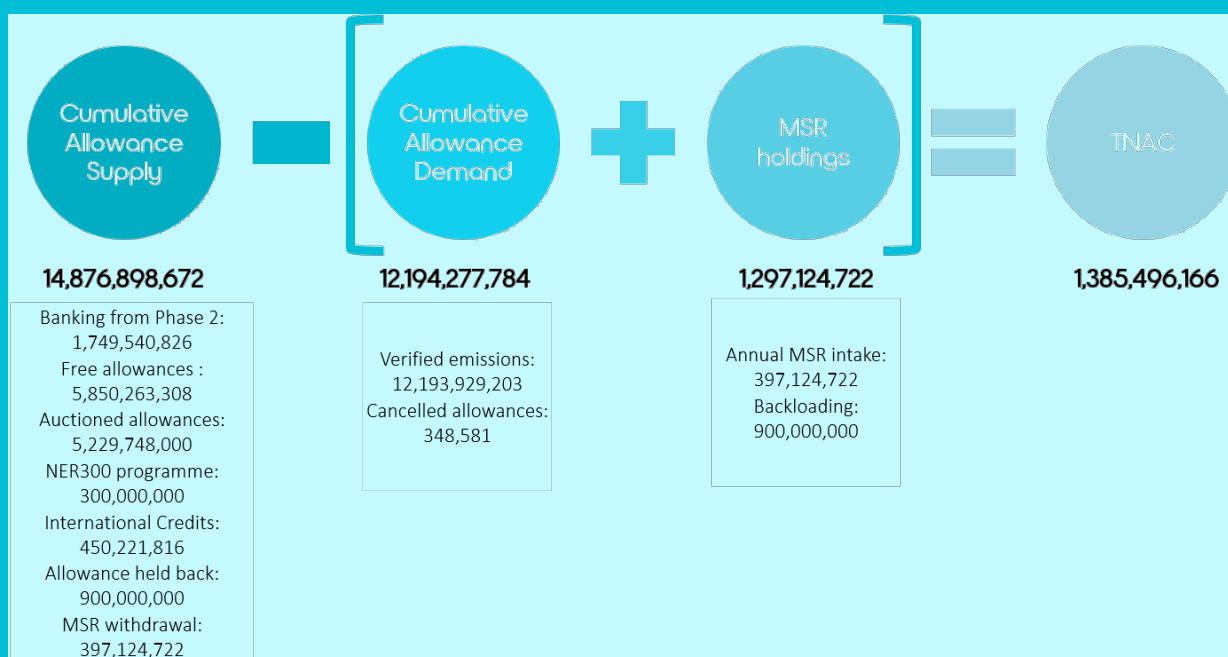 Cumulative
Allowance
Supply
Cumulative
Allowance
Demand
MSR
holdings
TNAC
14,876,898,672
12,194,277,784
1,297,124,722
1,385,496,166
Banking from Phase 2:
1,749,540,826
Free allowances :
5,850,263,308
Auctioned allowances:
5,229,748,000
NER300 programme:
300,000,000
International Credits:
450,221,816
Allowance held back:
900,000,000
MSR withdrawal:
397,124,722
Verified emissions:
12,193,929,203
Cancelled allowances:
348,581
Annual MSR intake:
397,124,722
Backloading:
900,000,000